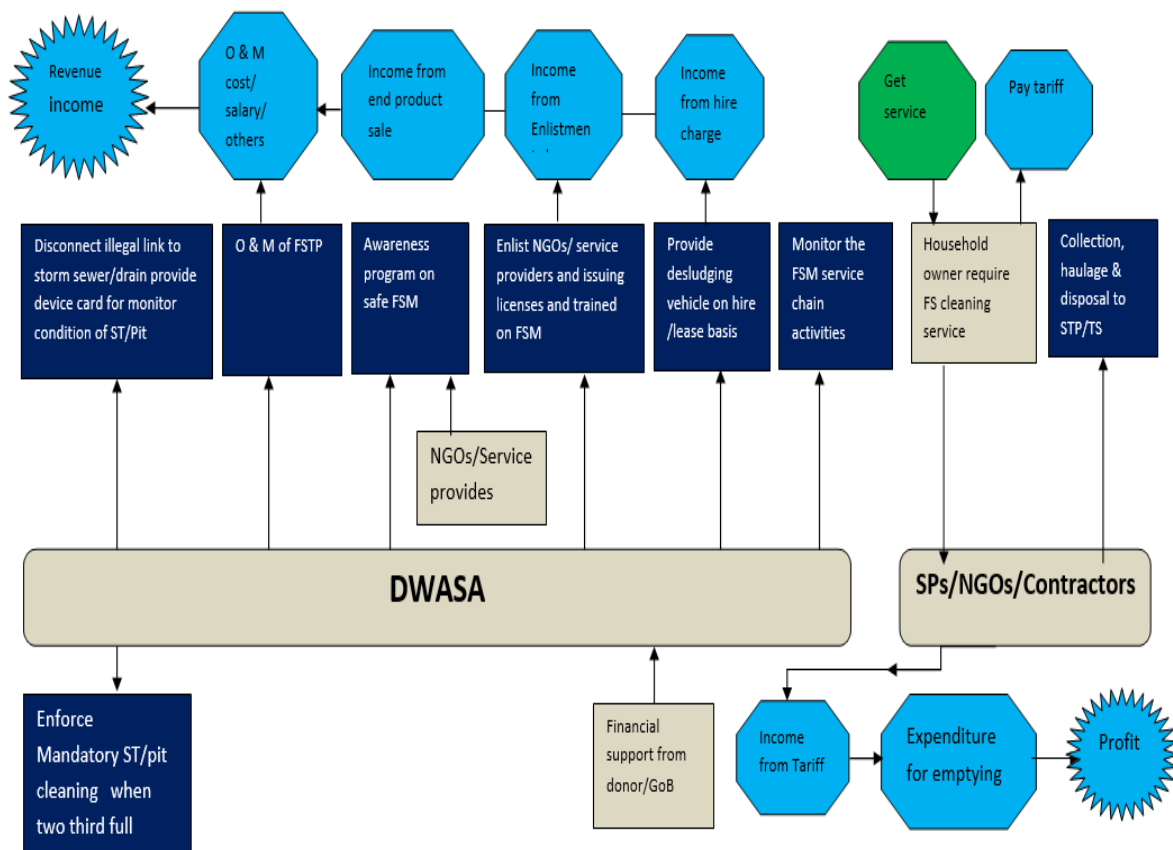 Revenue
income
O & M
cost/
salary/
others
Income from
end product
sale
Income
from
Enlistmen
Income
from hire
charge
Get
service
Pay tariff
Disconnect illegal link to
storm sewer/drain provide
device card for monitor
condition of ST/Pit
O & M of FSTP
Awareness
program on
safe FSM
Enlist NGOs/ service
providers and issuing
licenses and trained
on FSM
Provide
desludging
vehicle on hire
/lease basis
Monitor the
FSM service
chain
activities
Household
owner require
FS cleaning
service
Collection,
haulage &
disposal to
STP/TS
NGOs/Service
provides
DWASA
SPs/NGOs/Contractors
Enforce
Mandatory ST/pit
cleaning when
two third full
Financial
support from
donor/GoB
Income
from Tariff
Expenditure
for emptying
Profit